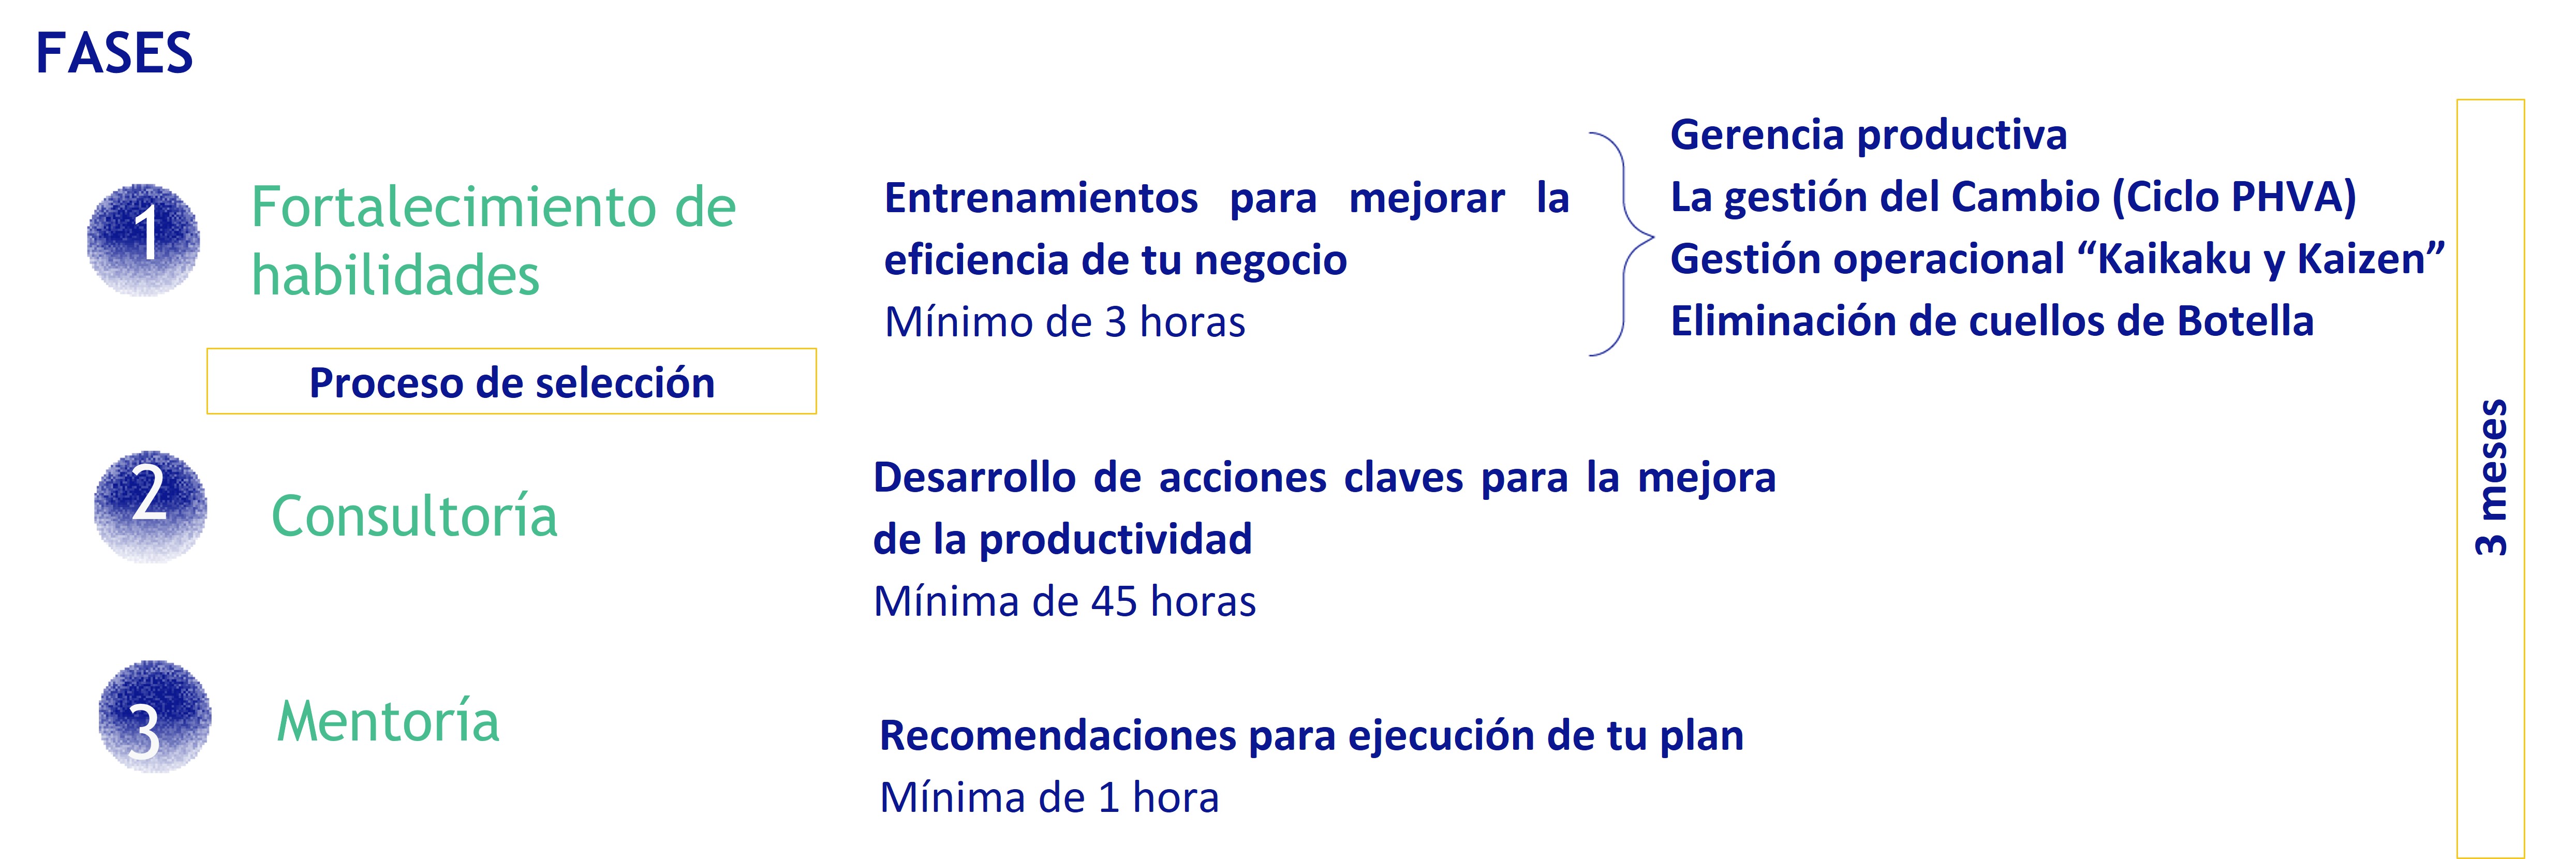 FASES
1
Fortalecimiento de
habilidades
Entrenamientos para mejorar la
eficiencia de tu negocio
Mínimo de 3 horas
Gerencia productiva
La gestión del Cambio (Ciclo PHVA)
Gestión operacional “Kaikaku y Kaizen”
Eliminación de cuellos de Botella
Proceso de selección
2
Consultoría
Desarrollo de acciones claves para la mejora
de la productividad
Mínima de 45 horas
3
Mentoría
Recomendaciones para ejecución de tu plan
Mínima de 1 hora
3 meses